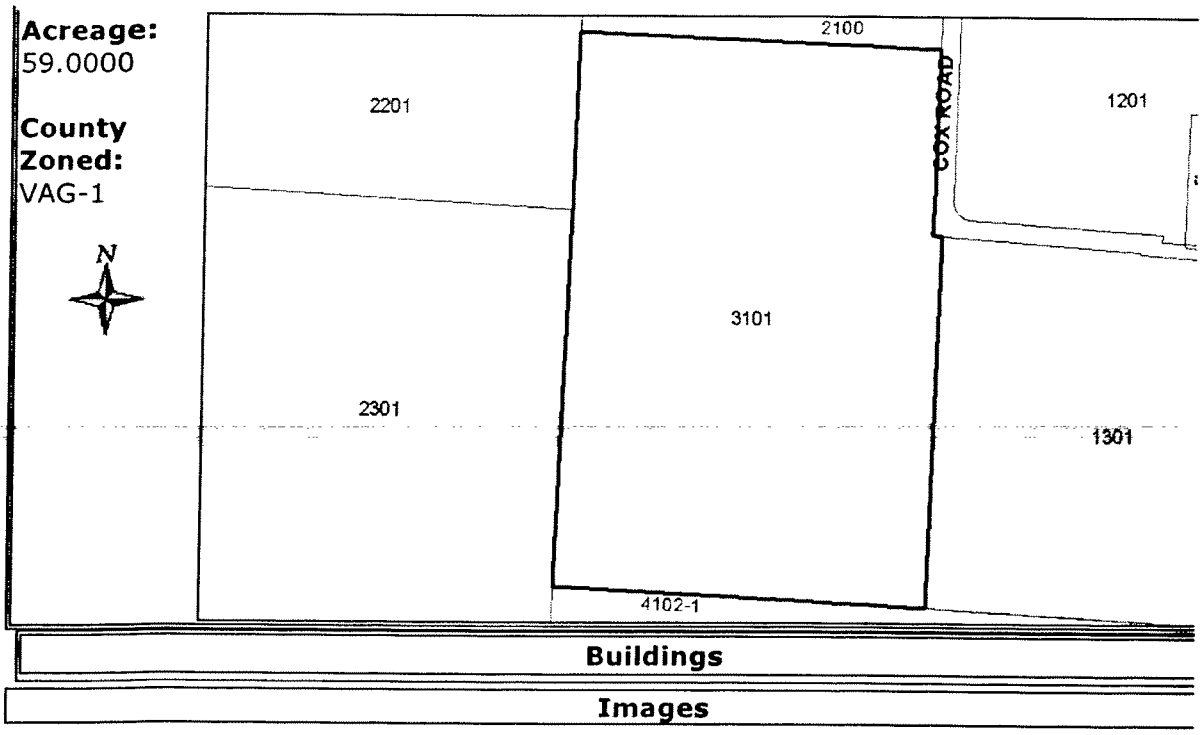 Acreage:
59.0000
County
Zoned:
VAG-1
N
2100
2201
COX ROAD
1201
3101
2301
1301
4102-1
Buildings
Images